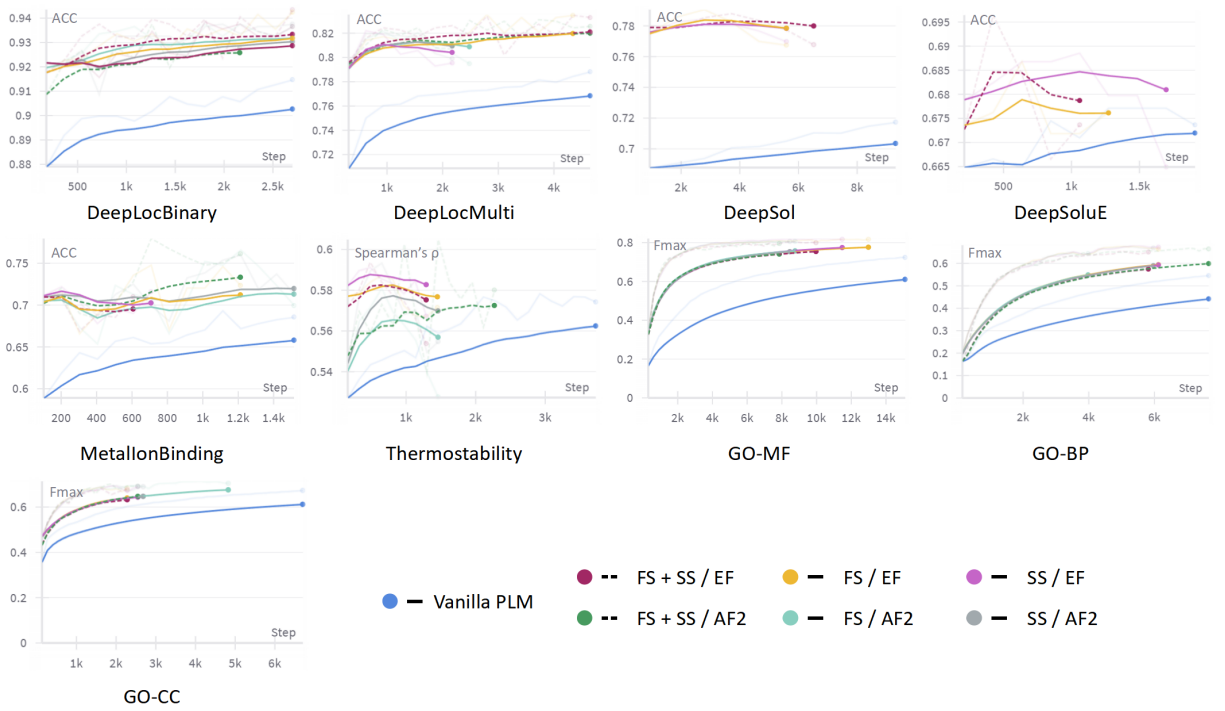 ACC
0.94
0.93
0.92
0.91
0.9
0.89
0.88
Step
500 1k 1.5k 2k 2.5k
DeepLocBinary
ACC
0.82
0.8
0.78
0.76
0.74
0.72
Step
1k 2k 3k 4k
DeepLocMulti
ACC
0.78
0.76
0.74
0.72
0.7
Step
2k 4k 6k 8k
DeepSol
ACC
0.695
0.69
0.685
0.68
0.675
0.67
0.665
Step
500 1k 1.5k
DeepSoluE
ACC
0.75
0.7
0.65
0.6
Step
200 400 600 800 1k 1.2k 1.4k
MetalIonBinding
Spearman's ρ
0.6
0.58
0.56
0.54
Step
1k 2k 3k
Thermostability
Fmax
0.8
0.6
0.4
0.2
0
Step
2k 4k 6k 8k 10k 12k 14k
GO-MF
Fmax
0.6
0.5
0.4
0.3
0.2
0.1
0
Step
2k 4k 6k
GO-BP
Fmax
0.6
0.4
0.2
0
Step
1k 2k 3k 4k 5k 6k
GO-CC
Vanilla PLM
FS + SS / EF
FS / EF
SS / EF
FS + SS / AF2
FS / AF2
SS / AF2